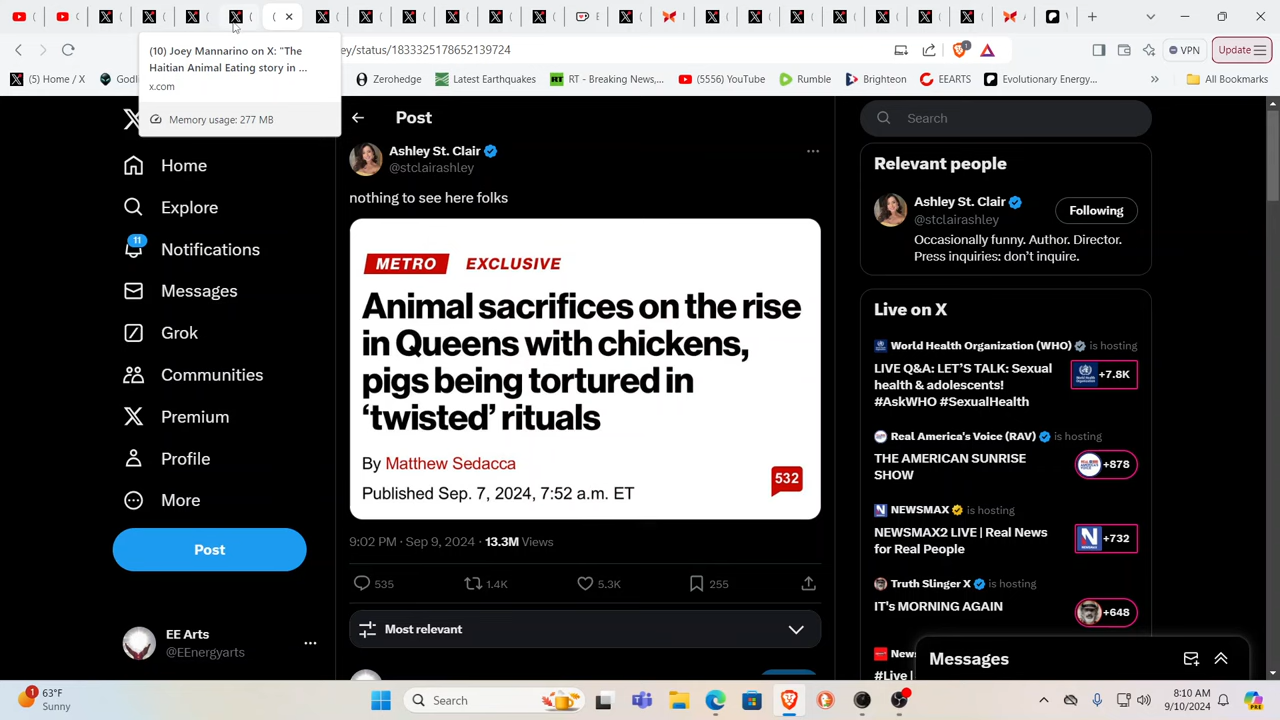 (10) Joey Mannarino on X: "The
Haitian Animal Eating story in ...
x.com
Memory usage: 277 MB
ey/status/1833325178652139724
VPN
Update
(5) Home / X
Godl
Zerohedge
Latest Earthquakes
RT - Breaking News,...
(5556) YouTube
Rumble
Brighteon
EEARTS
Evolutionary Energy...
All Bookmarks
Home
Explore
11
Notifications
Messages
Grok
Communities
Premium
Profile
More
Post
EE Arts
@EEnergyarts
Post
Ashley St. Clair
@stclairashley
nothing to see here folks
METRO EXCLUSIVE
Animal sacrifices on the rise
in Queens with chickens,
pigs being tortured in
‘twisted’ rituals
By Matthew Sedacca
Published Sep. 7, 2024, 7:52 a.m. ET
532
9:02 PM · Sep 9, 2024 · 13.3M Views
535 1.4K 5.3K 255
Most relevant
Search
Relevant people
Ashley St. Clair
@stclairashley
Following
Occasionally funny. Author. Director.
Press inquiries: don’t inquire.
Live on X
World Health Organization (WHO) is hosting
LIVE Q&A: LET’S TALK: Sexual
health & adolescents!
#AskWHO #SexualHealth
+7.8K
Real America's Voice (RAV) is hosting
THE AMERICAN SUNRISE
SHOW
+878
NEWSMAX is hosting
NEWSMAX2 LIVE | Real News
for Real People
+732
Truth Slinger X is hosting
IT's MORNING AGAIN
+648
Messages
1
63°F
Sunny
Search
8:10 AM
9/10/2024